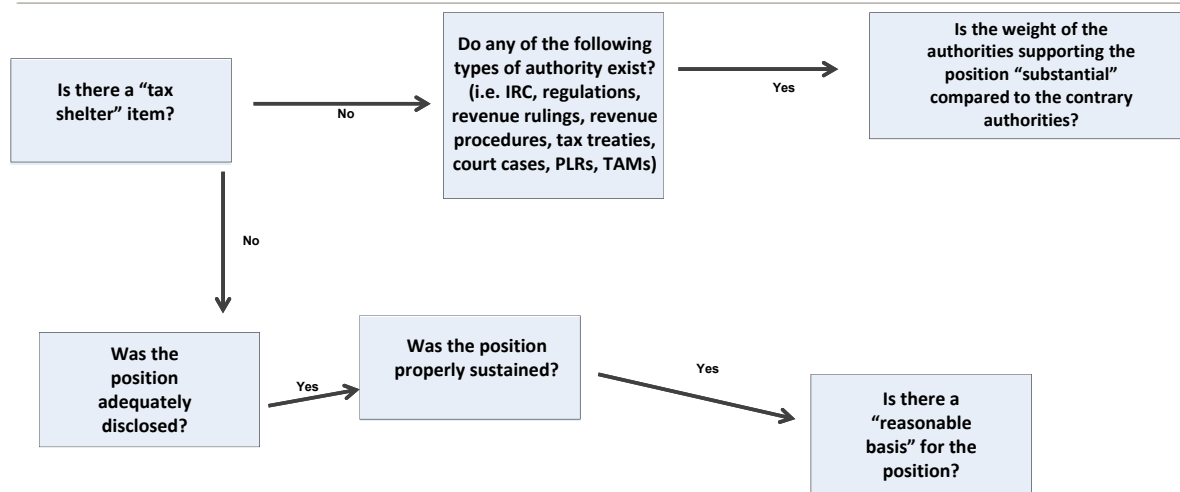 Is there a “tax
shelter” item?
No
Do any of the following
types of authority exist?
(i.e. IRC, regulations,
revenue rulings, revenue
procedures, tax treaties,
court cases, PLRs, TAMs)
Yes
Is the weight of the
authorities supporting the
position “substantial”
compared to the contrary
authorities?
No
Was the
position
adequately
disclosed?
Yes
Was the position
properly sustained?
Yes
Is there a
“reasonable
basis” for the
position?